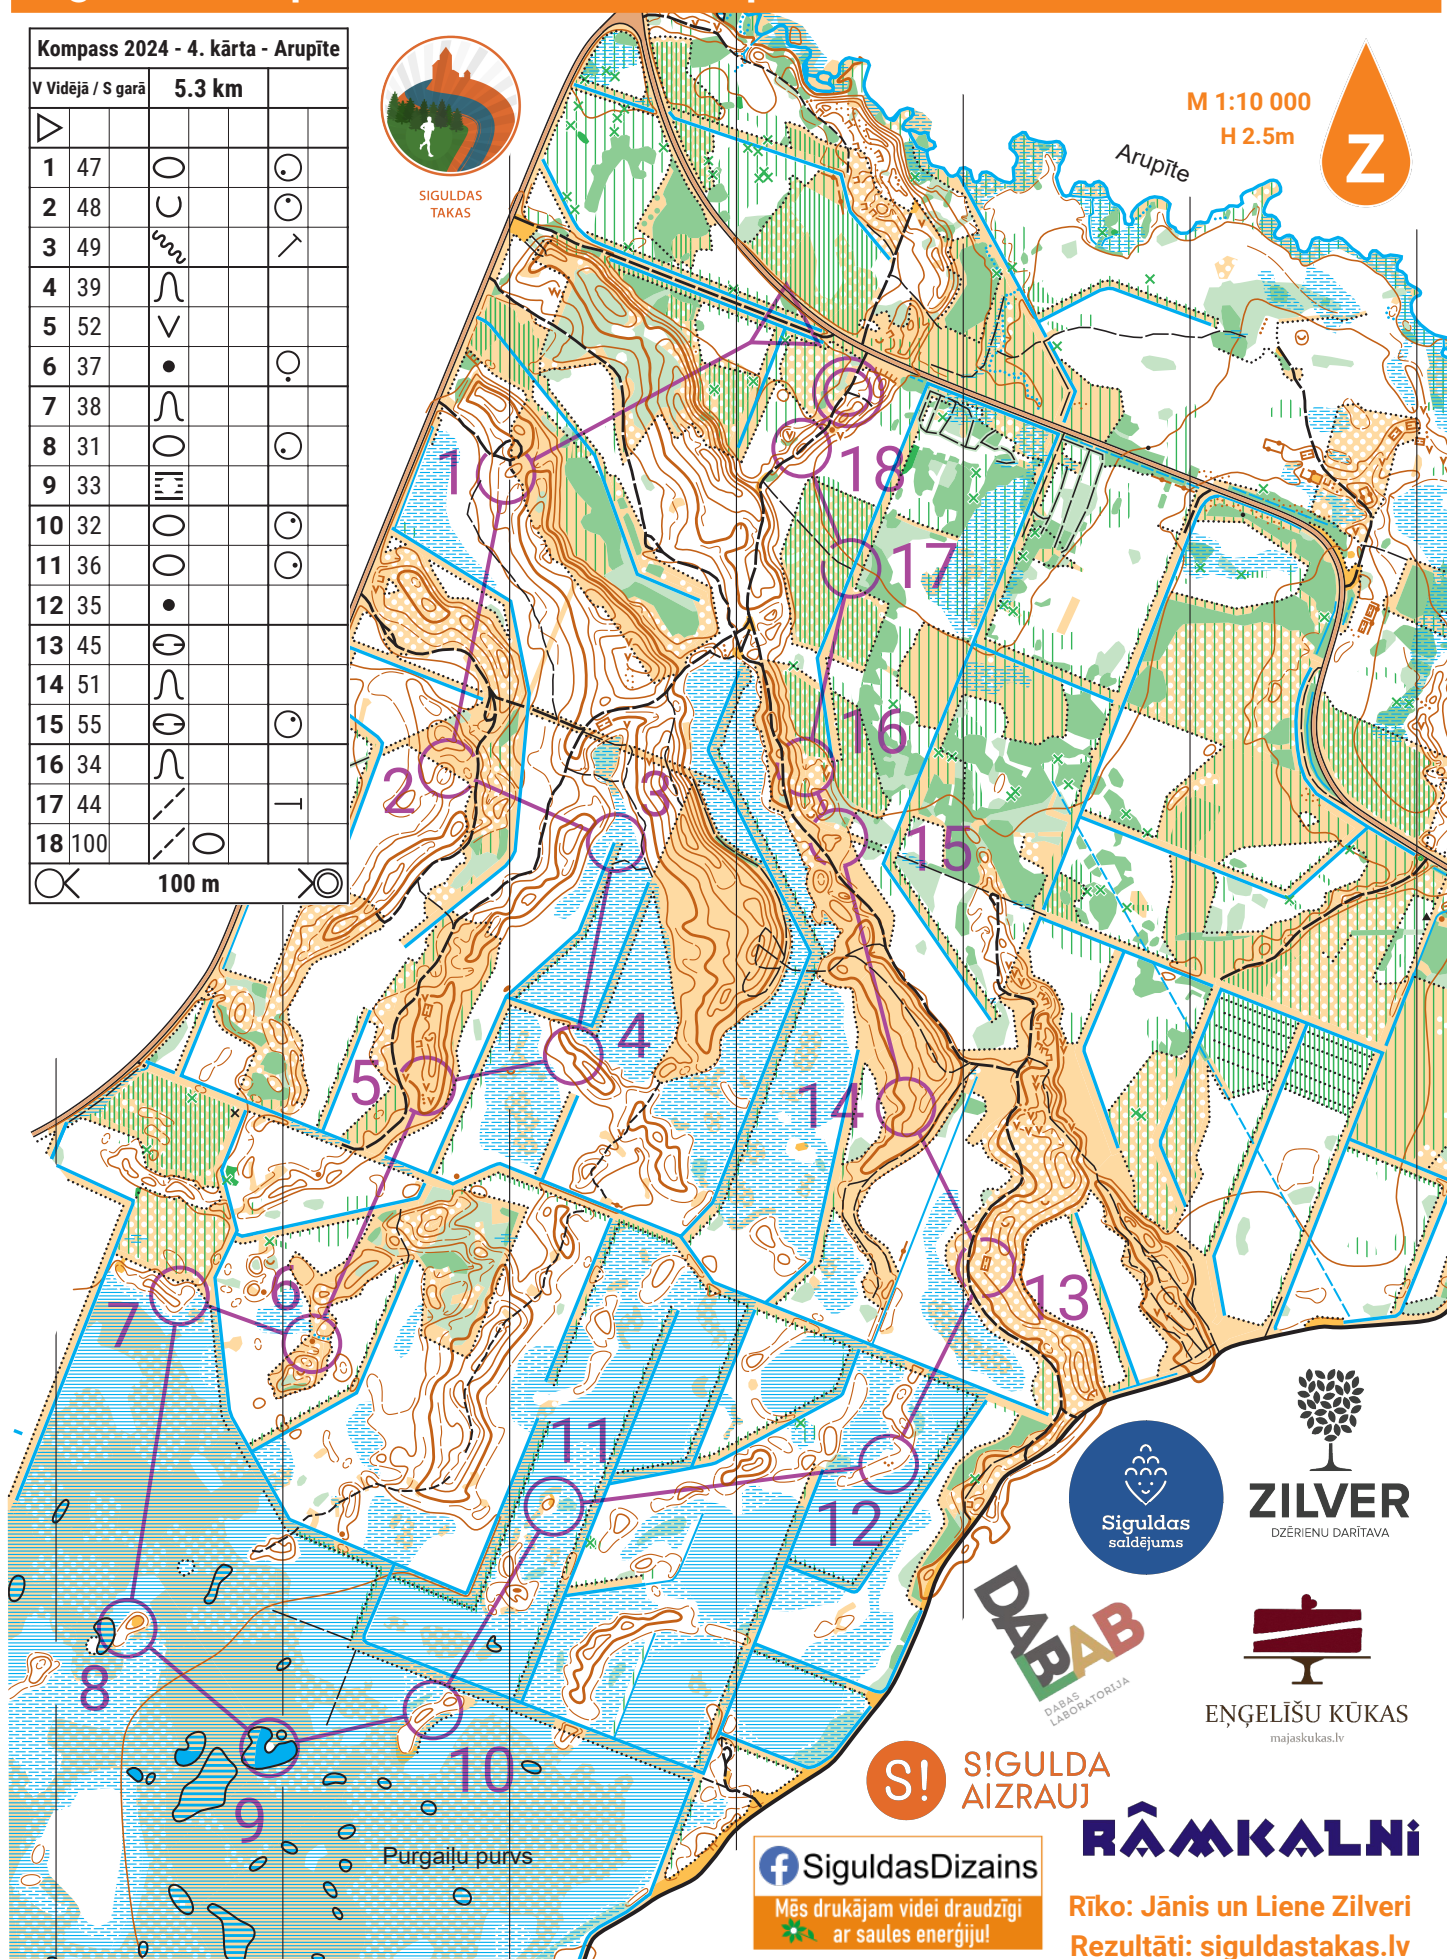 Kompass 2024 - 4. kārta - Arupīte
V Vidējā / S garā 5.3 km
1 47
2 48
3 49
4 39
5 52
6 37
7 38
8 31
9 33
10 32
11 36
12 35
13 45
14 51
15 55
16 34
17 44
18 100
100 m
SIGULDAS
TAKAS
M 1:10 000
H 2.5m
Z
Arupīte
1
18
17
2
3
16
15
4
5
14
6
7
13
11
12
8
10
9
Purgaiļu purvs
Siguldas
saldējums
ZILVER
DZĒRIENU DARĪTAVA
DABLAB
DABAS
LABORATORIJA
EŅĢELĪŠU KŪKAS
majaskukas.lv
S! S!GULDA
AIZRAUJ
RÂMKALNi
f SiguldasDizains
Mēs drukājam videi draudzīgi
ar saules enerģiju!
Rīko: Jānis un Liene Zilveri
Rezultāti: siguldastakas.lv